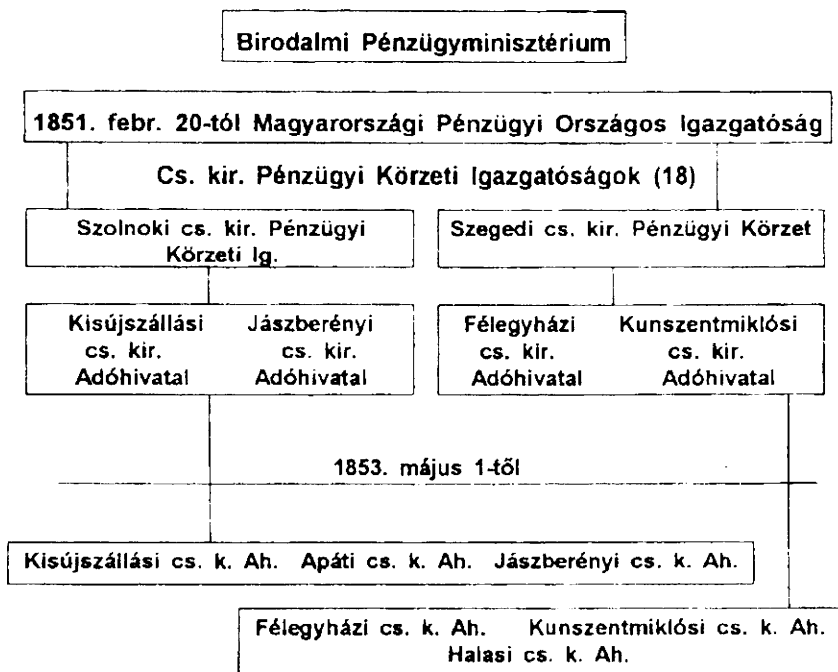 Birodalmi Pénzügyminisztérium
1851. febr. 20-tól Magyarországi Pénzügyi Országos Igazgatóság
Cs. kir. Pénzügyi Körzeti Igazgatóságok (18)
Szolnoki cs. kir. Pénzügyi
Körzeti Ig.
Szegedi cs. kir. Pénzügyi Körzet
Kisújszállási
cs. kir.
Adóhivatal
Jászberényi
cs. kir.
Adóhivatal
Félegyházi
cs. kir.
Adóhivatal
Kunszentmiklósi
cs. kir.
Adóhivatal
1853. május 1-től
Kisújszállási cs. k. Ah. Apáti cs. k. Ah. Jászberényi cs. k. Ah.
Félegyházi cs. k. Ah. Kunszentmiklósi cs. k. Ah.
Halasi cs. k. Ah.